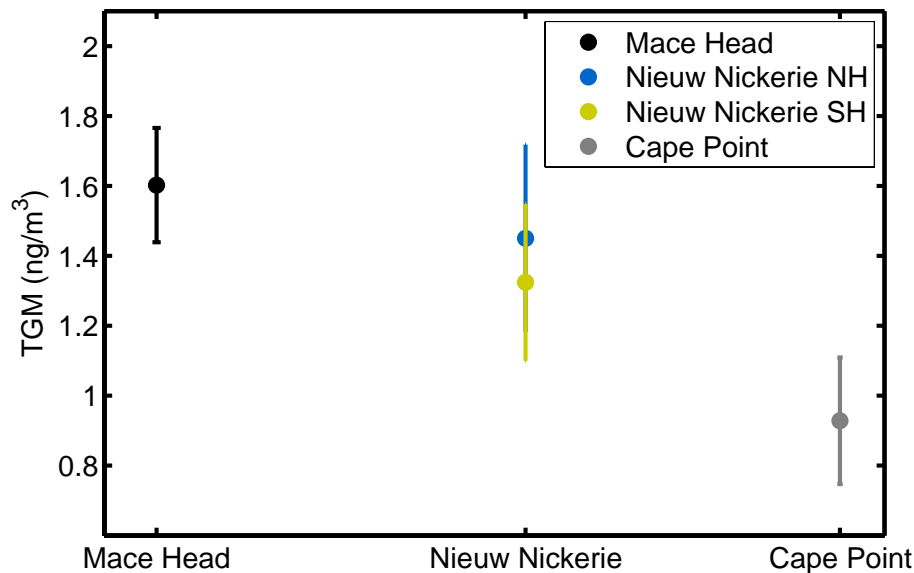 2
1.8
1.6
1.4
1.2
1
0.8
TGM (ng/m³)
Mace Head
Nieuw Nickerie NH
Nieuw Nickerie SH
Cape Point
Mace Head Nieuw Nickerie Cape Point